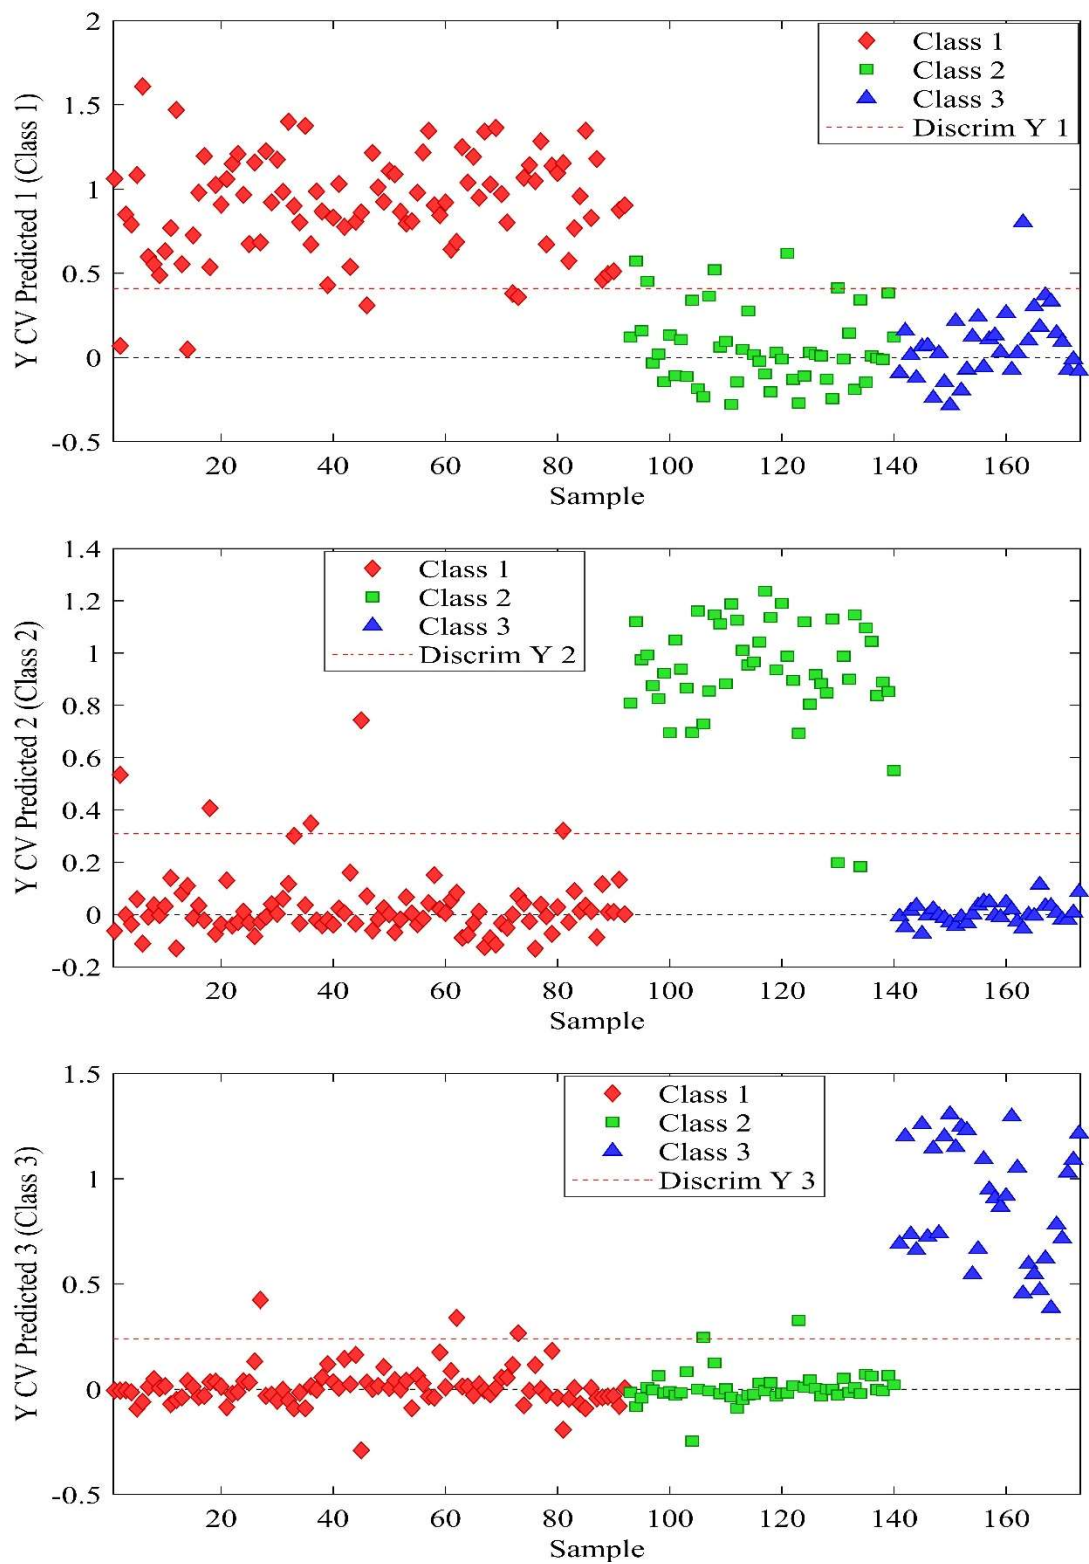 2
1.5
1
0.5
0
-0.5
Y CV Predicted 1 (Class 1)
Class 1
Class 2
Class 3
Discrim Y 1
20 40 60 80 100 120 140 160
Sample
1.4
1.2
1
0.8
0.6
0.4
0.2
0
-0.2
Y CV Predicted 2 (Class 2)
Class 1
Class 2
Class 3
Discrim Y 2
20 40 60 80 100 120 140 160
Sample
1.5
1
0.5
0
-0.5
Y CV Predicted 3 (Class 3)
Class 1
Class 2
Class 3
Discrim Y 3
20 40 60 80 100 120 140 160
Sample